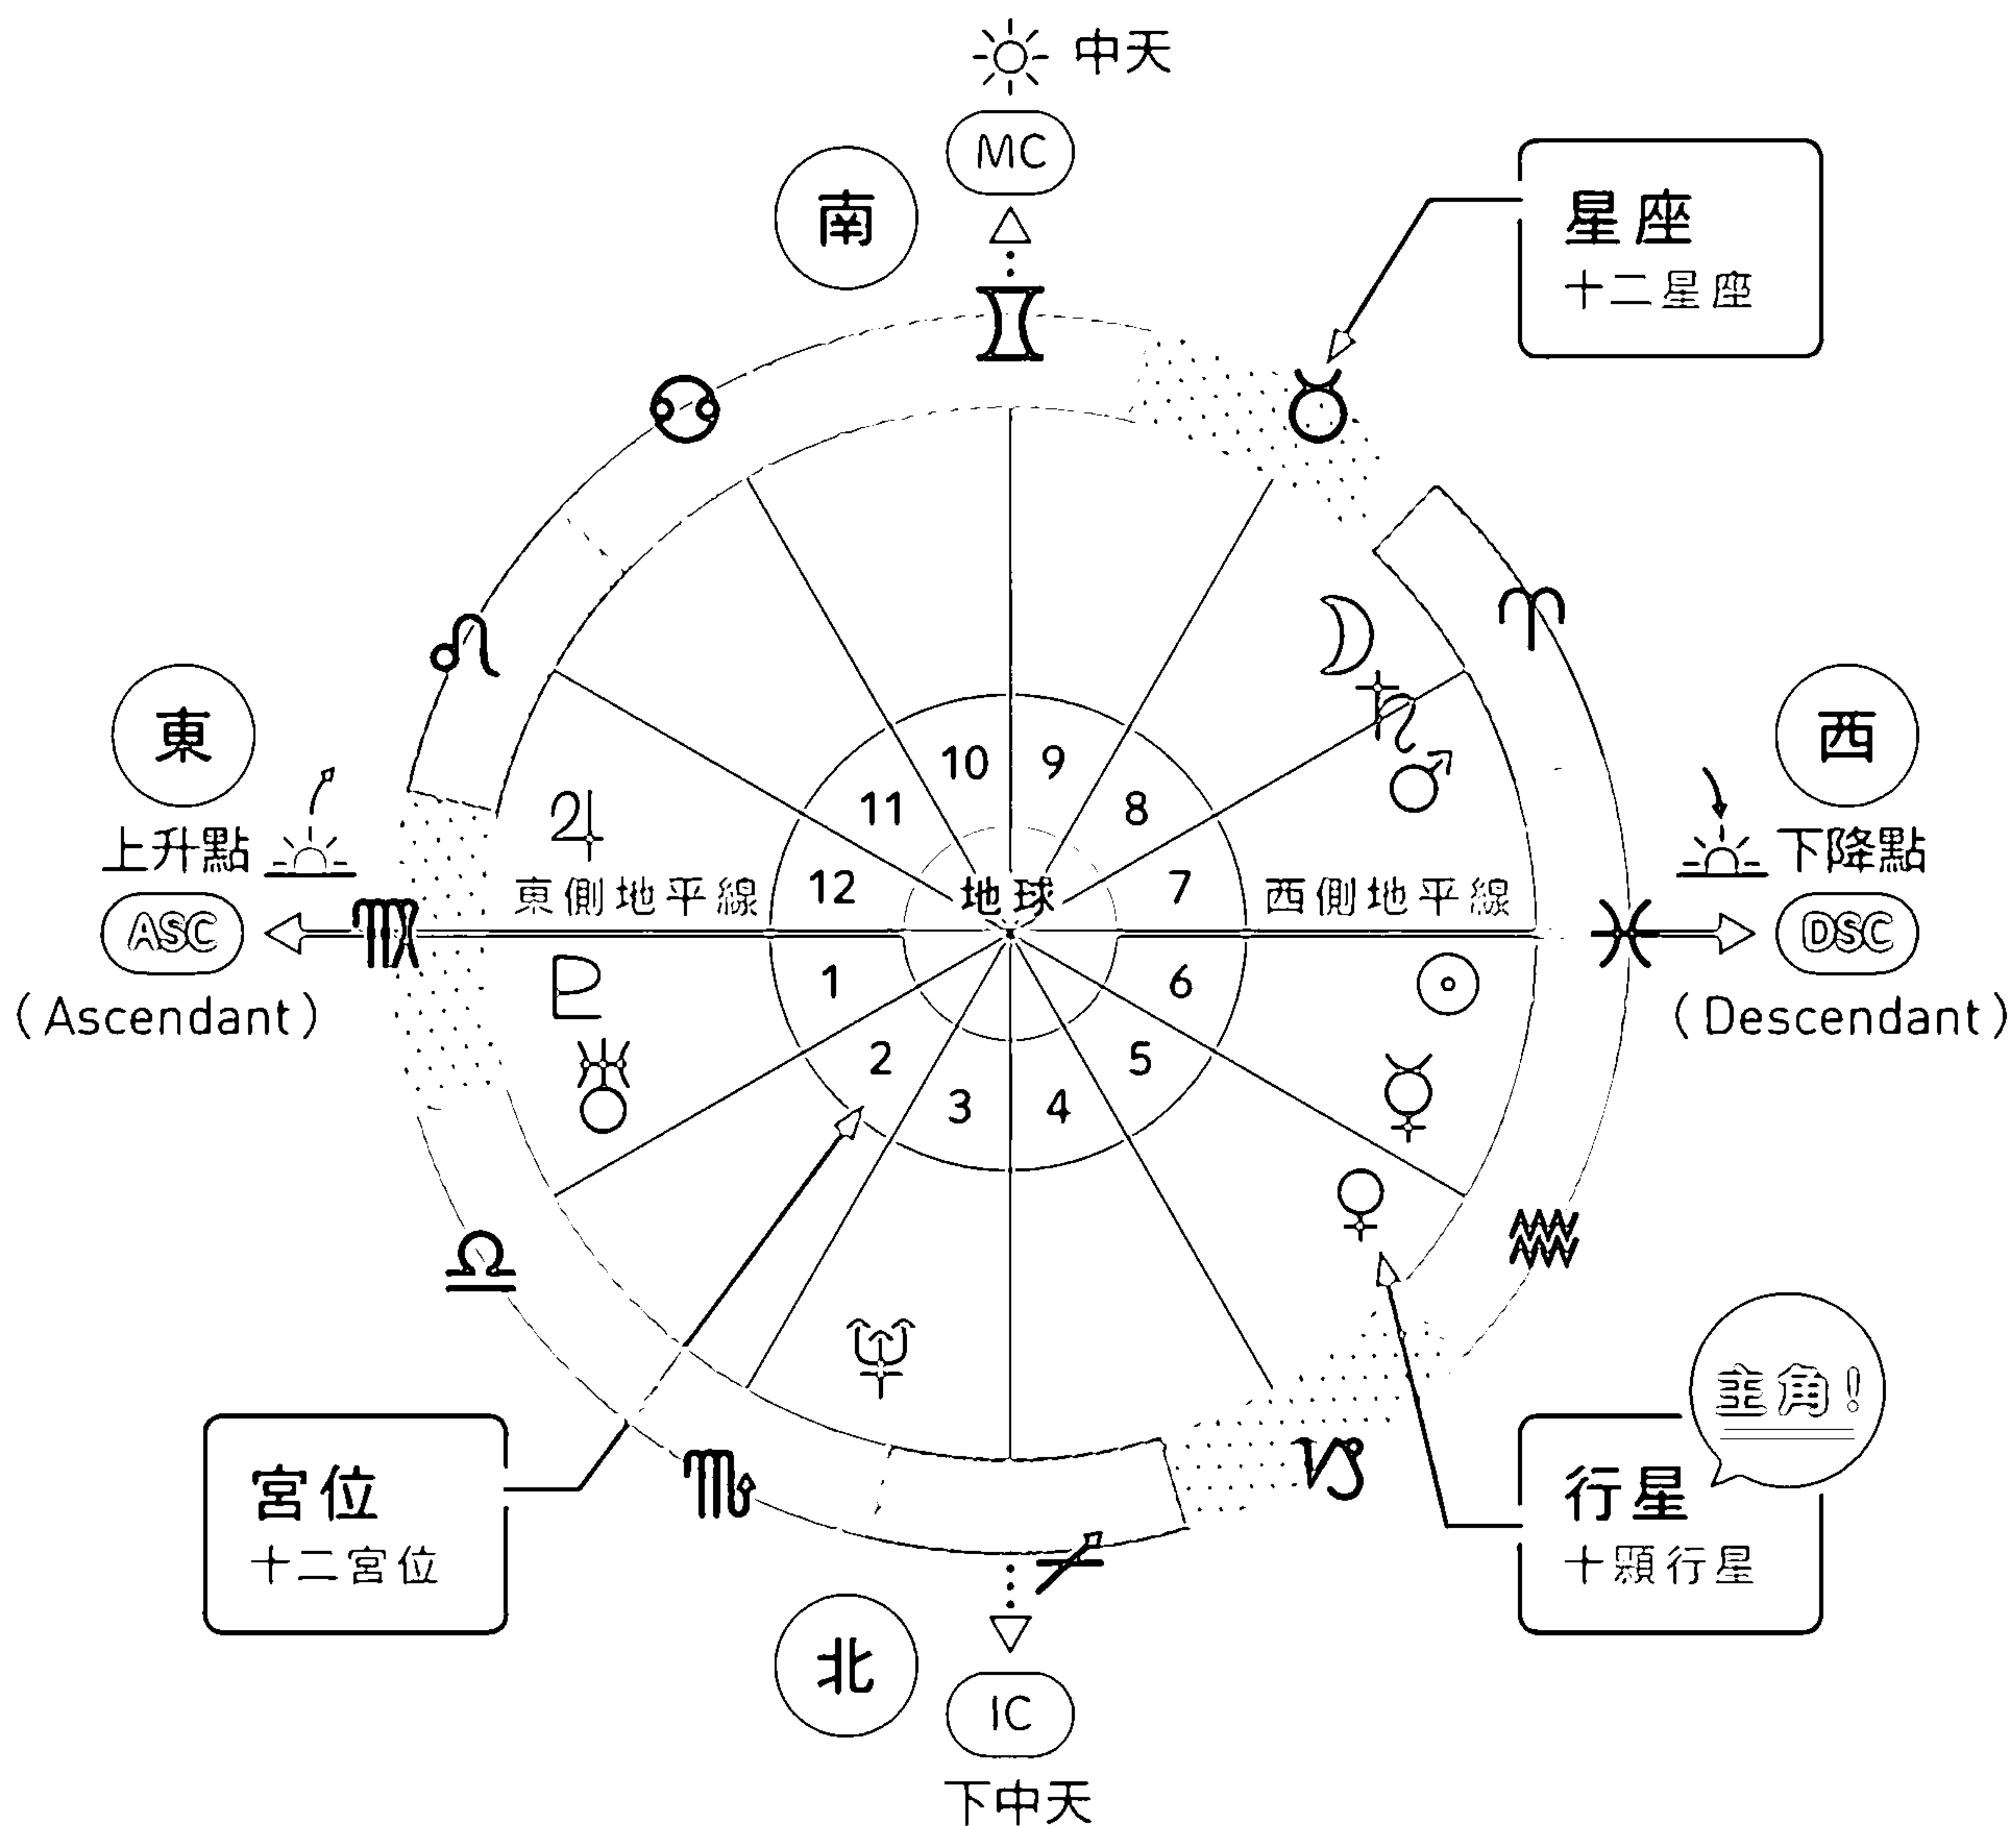 中天
MC
南
星座
十二星座
東
西
上升點
下降點
10
9
11
8
12
7
地球
東側地平線
西側地平線
ASC
DSC
(Ascendant)
(Descendant)
1
6
2
5
3
4
主角!
宮位
十二宮位
行星
十顆行星
北
IC
下中天